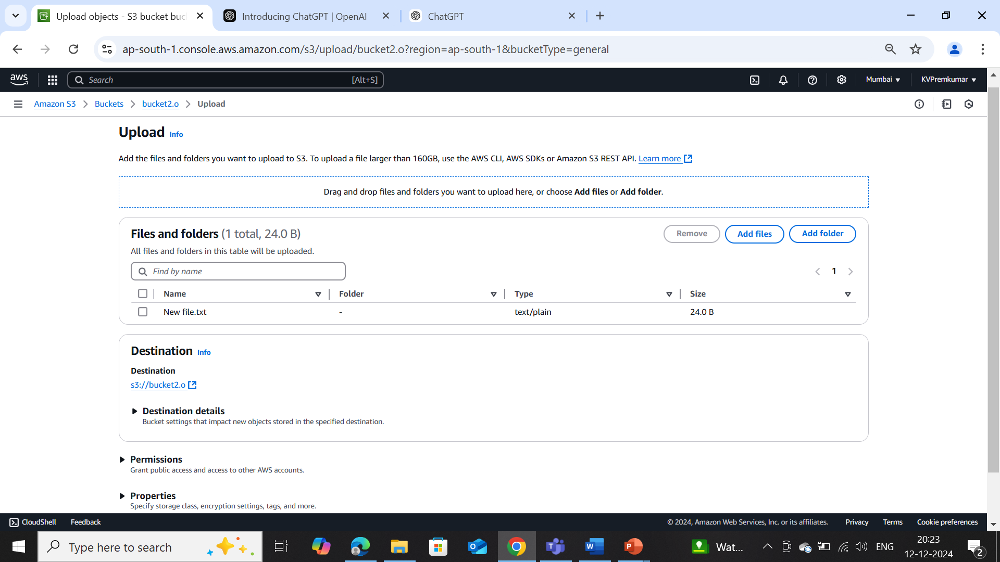 Upload objects - S3 bucket buc
Introducing ChatGPT | OpenAI
ChatGPT
ap-south-1.console.aws.amazon.com/s3/upload/bucket2.o?region=ap-south-1&bucketType=general
aws
Search
[Alt+S]
Mumbai
KVPremkumar
Amazon S3
Buckets
bucket2.o
Upload
Upload Info
Add the files and folders you want to upload to S3. To upload a file larger than 160GB, use the AWS CLI, AWS SDKs or Amazon S3 REST API. Learn more
Drag and drop files and folders you want to upload here, or choose Add files or Add folder.
Files and folders (1 total, 24.0 B)
Remove
Add files
Add folder
All files and folders in this table will be uploaded.
Find by name
1
Name
Folder
Type
Size
New file.txt
-
text/plain
24.0 B
Destination Info
Destination
s3://bucket2.o
Destination details
Bucket settings that impact new objects stored in the specified destination.
Permissions
Grant public access and access to other AWS accounts.
Properties
Specify storage class, encryption settings, tags, and more.
CloudShell
Feedback
© 2024, Amazon Web Services, Inc. or its affiliates.
Privacy
Terms
Cookie preferences
Type here to search
Wat...
ENG
20:23
12-12-2024
2